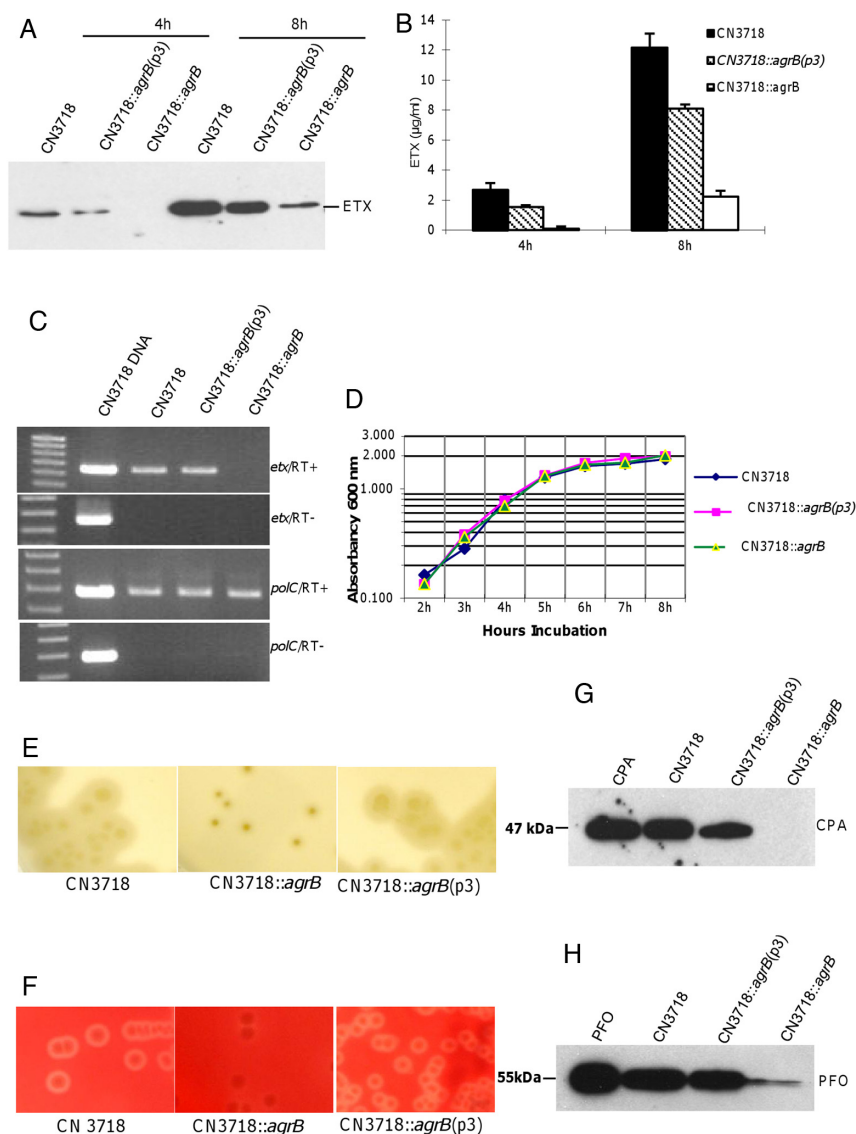 A
4h
8h
CN3718
CN3718::agrB(p3)
CN3718::agrB
CN3718
CN3718::agrB(p3)
CN3718::agrB
ETX
B
ETX (µg/ml)
14
12
10
8
6
4
2
0
4h
8h
CN3718
CN3718::agrB(p3)
CN3718::agrB
C
CN3718 DNA
CN3718
CN3718::agrB(p3)
CN3718::agrB
etx/RT+
etx/RT-
polC/RT+
polC/RT-
D
Absorbancy 600 nm
3.000
2.000
1.000
0.100
2h 3h 4h 5h 6h 7h 8h
Hours Incubation
CN3718
CN3718::agrB(p3)
CN3718::agrB
E
CN3718
CN3718::agrB
CN3718::agrB(p3)
F
CN 3718
CN3718::agrB
CN3718::agrB(p3)
G
CPA
CN3718
CN3718::agrB(p3)
CN3718::agrB
47 kDa
CPA
H
PFO
CN3718
CN3718::agrB(p3)
CN3718::agrB
55kDa
PFO